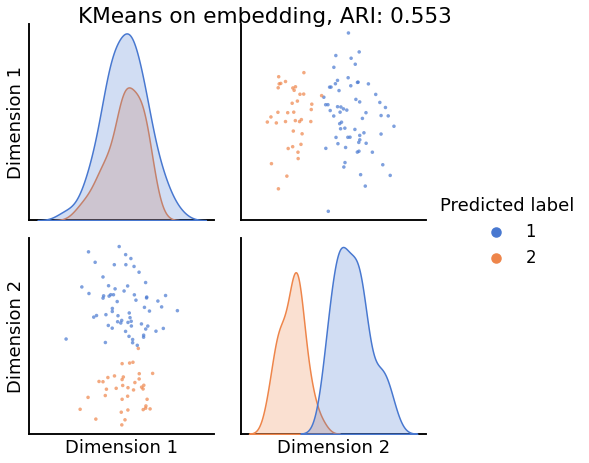 KMeans on embedding, ARI: 0.553
Dimension 1
Predicted label
1
2
Dimension 2
Dimension 1
Dimension 2